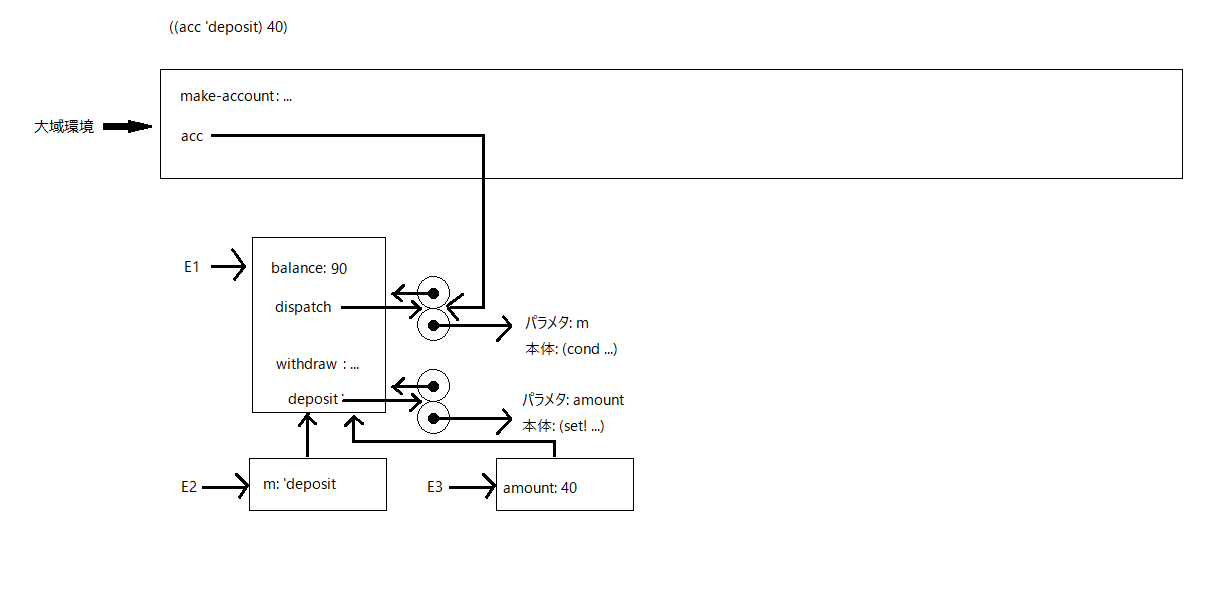 ((acc 'deposit) 40)
make-account: ...
大域環境
acc
E1
balance: 90
dispatch
パラメタ: m
本体: (cond ...)
withdraw : ...
deposit:
パラメタ: amount
本体: (set! ...)
E2
m: 'deposit
E3
amount: 40